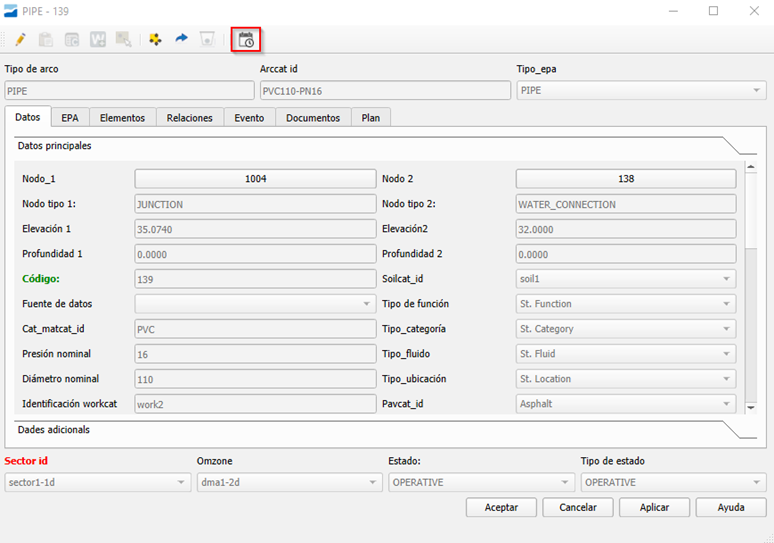 PIPE - 139
Tipo de arco Arccat id Tipo_epa
PIPE PVC110-PN16 PIPE
Datos EPA Elementos Relaciones Evento Documentos Plan
Datos principales
Nodo_1 1004 Nodo 2 138
Nodo tipo 1: JUNCTION Nodo tipo 2: WATER_CONNECTION
Elevación 1 35.0740 Elevación2 32.0000
Profundidad 1 0.0000 Profundidad 2 0.0000
Código: 139 Soilcat_id soil1
Fuente de datos Tipo de función St. Function
Cat_matcat_id PVC Tipo_categoría St. Category
Presión nominal 16 Tipo_fluido St. Fluid
Diámetro nominal 110 Tipo_ubicación St. Location
Identificación workcat work2 Pavcat_id Asphalt
Dades adicionals
Sector id Omzone Estado: Tipo de estado
sector1-1d dma1-2d OPERATIVE OPERATIVE
Aceptar Cancelar Aplicar Ayuda